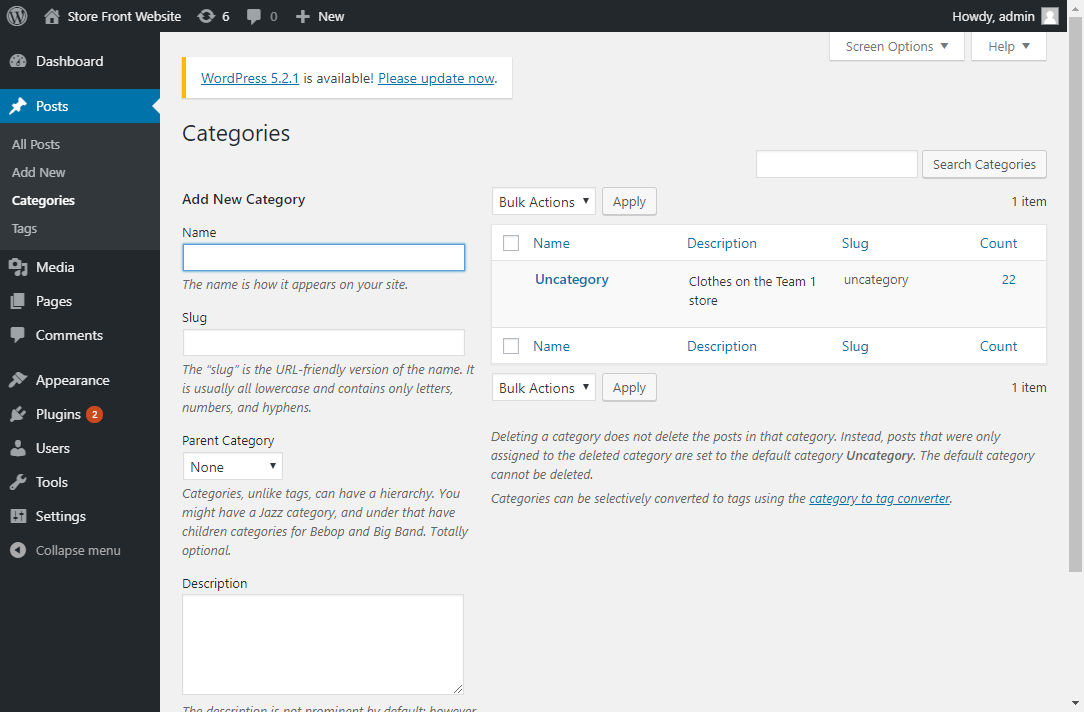 Store Front Website 6 0 New Howdy, admin
Dashboard
Posts
All Posts
Add New
Categories
Tags
Media
Pages
Comments
Appearance
Plugins 2
Users
Tools
Settings
Collapse menu
Screen Options Help
WordPress 5.2.1 is available! Please update now.
Categories
Search Categories
Add New Category
Name
The name is how it appears on your site.
Slug
The “slug” is the URL-friendly version of the name. It
is usually all lowercase and contains only letters,
numbers, and hyphens.
Parent Category
None
Categories, unlike tags, can have a hierarchy. You
might have a Jazz category, and under that have
children categories for Bebop and Big Band. Totally
optional.
Description
The description is not prominent by default; however
Bulk Actions Apply 1 item
Name Description Slug Count
Uncategory Clothes on the Team 1 uncategory 22
store
Name Description Slug Count
Bulk Actions Apply 1 item
Deleting a category does not delete the posts in that category. Instead, posts that were only
assigned to the deleted category are set to the default category Uncategory. The default category
cannot be deleted.
Categories can be selectively converted to tags using the category to tag converter.